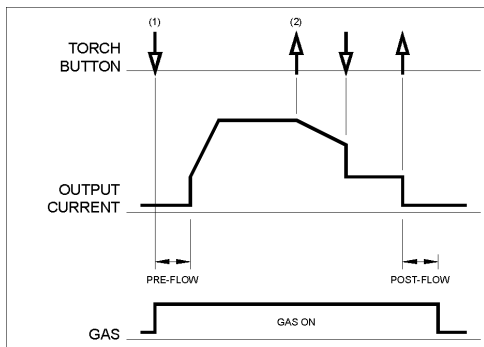 (1) (2)
TORCH
BUTTON
OUTPUT
CURRENT
PRE-FLOW POST-FLOW
GAS ON
GAS